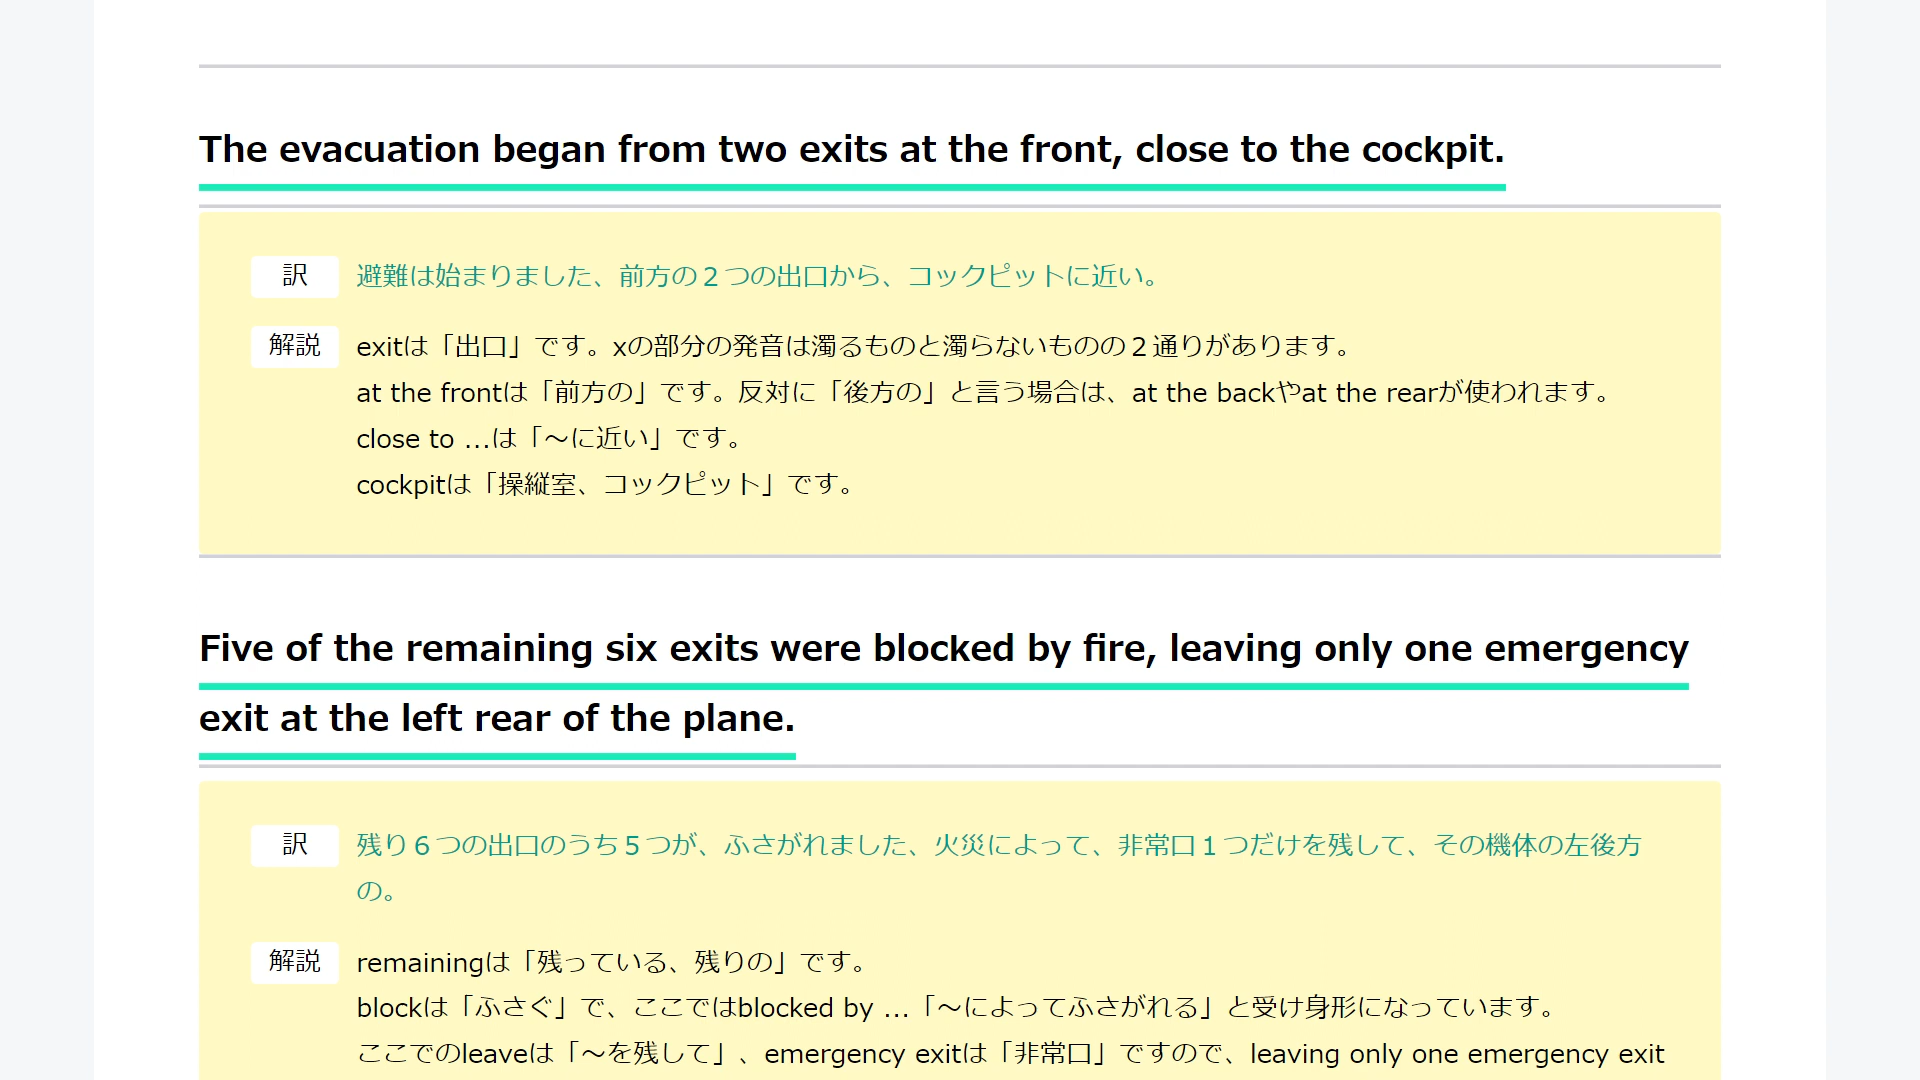 The evacuation began from two exits at the front, close to the cockpit.
訳 避難は始まりました、前方の２つの出口から、コックピットに近い。
解説 exitは「出口」です。xの部分の発音は濁るものと濁らないものの２通りがあります。
at the frontは「前方の」です。反対に「後方の」と言う場合は、at the backやat the rearが使われます。
close to ...は「～に近い」です。
cockpitは「操縦室、コックピット」です。
Five of the remaining six exits were blocked by fire, leaving only one emergency
exit at the left rear of the plane.
訳 残り６つの出口のうち５つが、ふさがれました、火災によって、非常口１つだけを残して、その機体の左後方
の。
解説 remainingは「残っている、残りの」です。
blockは「ふさぐ」で、ここではblocked by ...「～によってふさがれる」と受け身形になっています。
ここでのleaveは「～を残して」、emergency exitは「非常口」ですので、leaving only one emergency exit